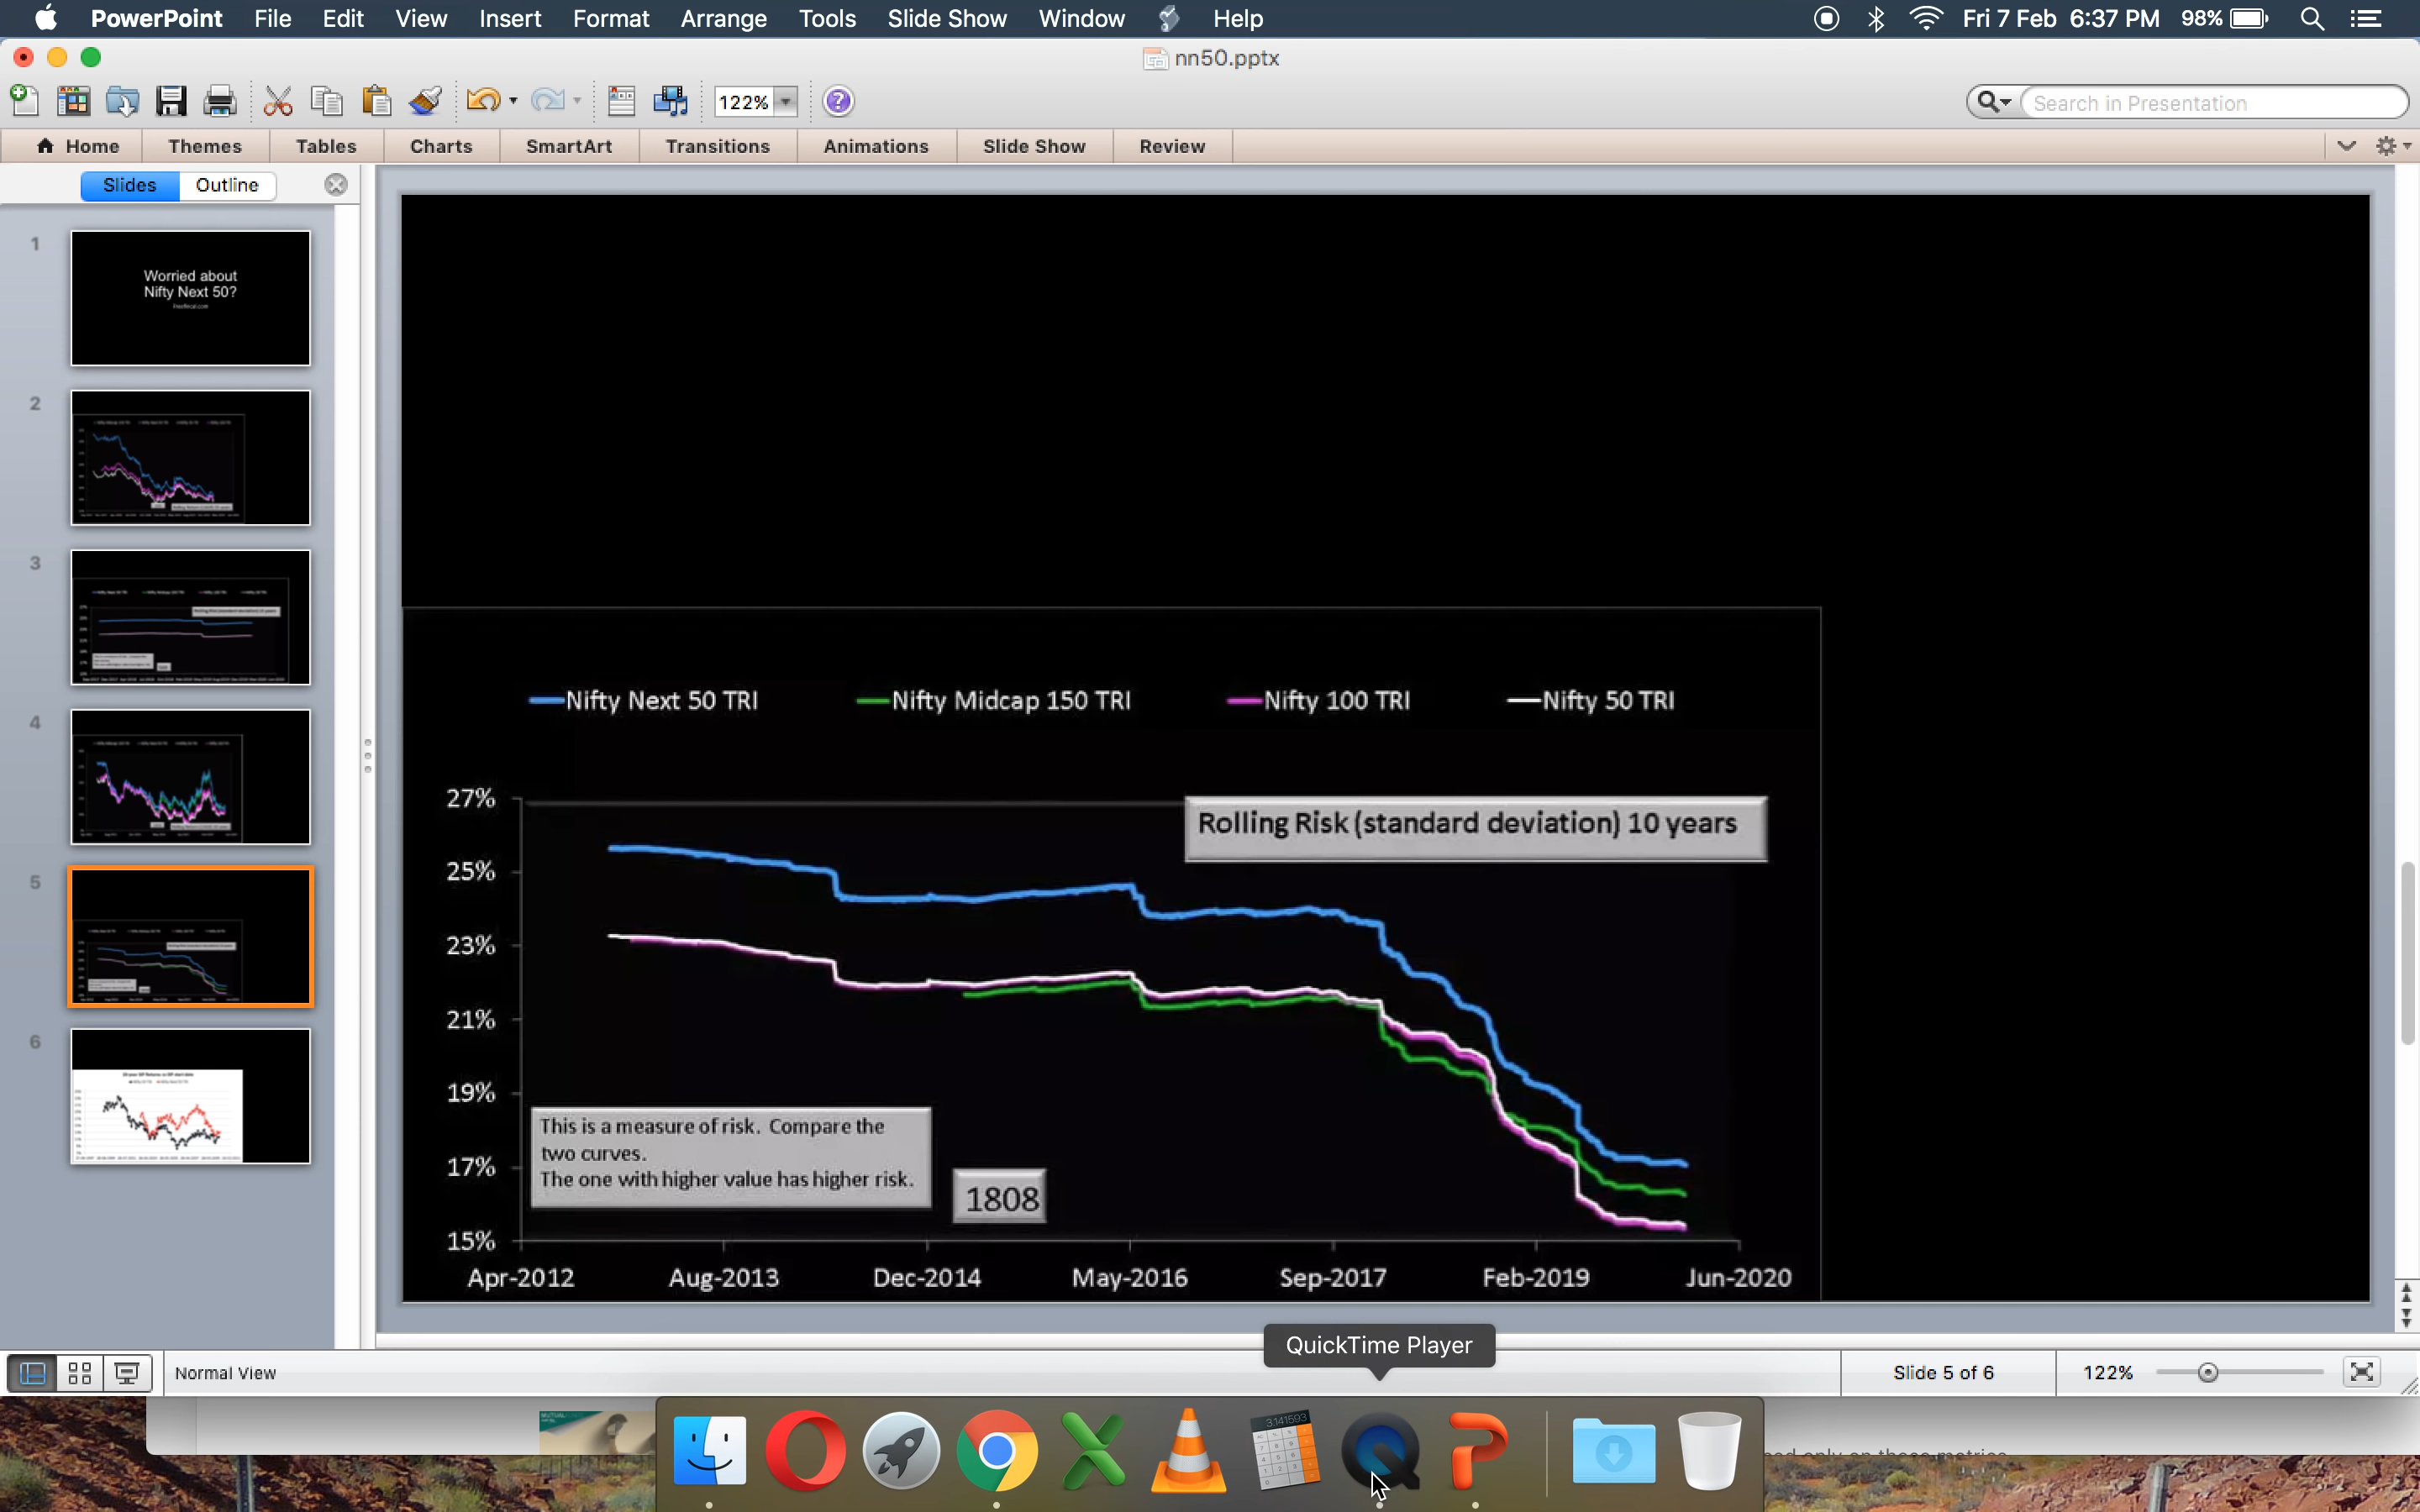 PowerPoint File Edit View Insert Format Arrange Tools Slide Show Window Help Fri 7 Feb 6:37 PM 98%
nn50.pptx
122% Search in Presentation
Home Themes Tables Charts SmartArt Transitions Animations Slide Show Review
Slides Outline
1
Worried about
Nifty Next 50?
2
3
4
5
6
Nifty Next 50 TRI Nifty Midcap 150 TRI Nifty 100 TRI Nifty 50 TRI
Rolling Risk (standard deviation) 10 years
27%
25%
23%
21%
19%
17%
15%
This is a measure of risk. Compare the
two curves.
The one with higher value has higher risk.
1808
Apr-2012 Aug-2013 Dec-2014 May-2016 Sep-2017 Feb-2019 Jun-2020
QuickTime Player
Normal View Slide 5 of 6 122%
3.141593